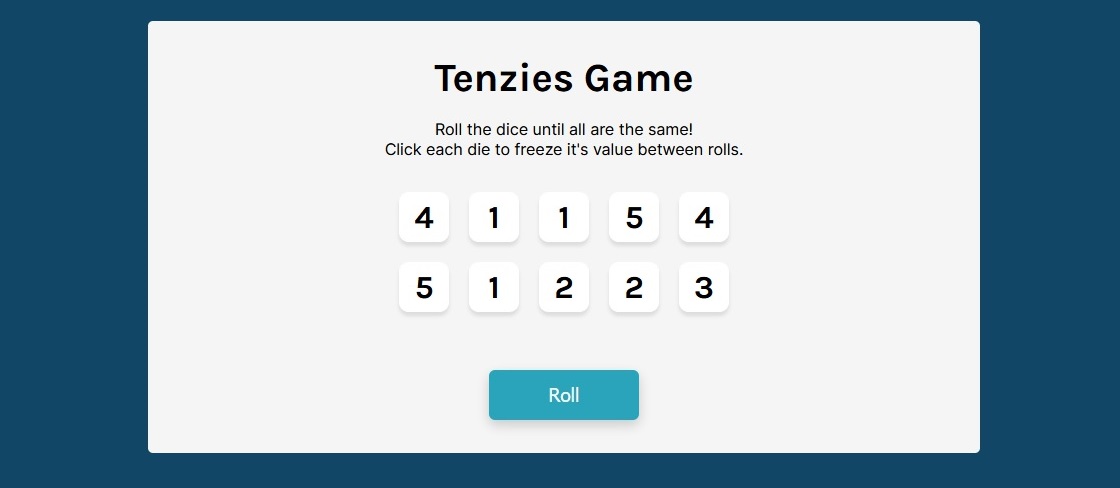 Tenzies Game
Roll the dice until all are the same!
Click each die to freeze it's value between rolls.
4 1 1 5 4
5 1 2 2 3
Roll